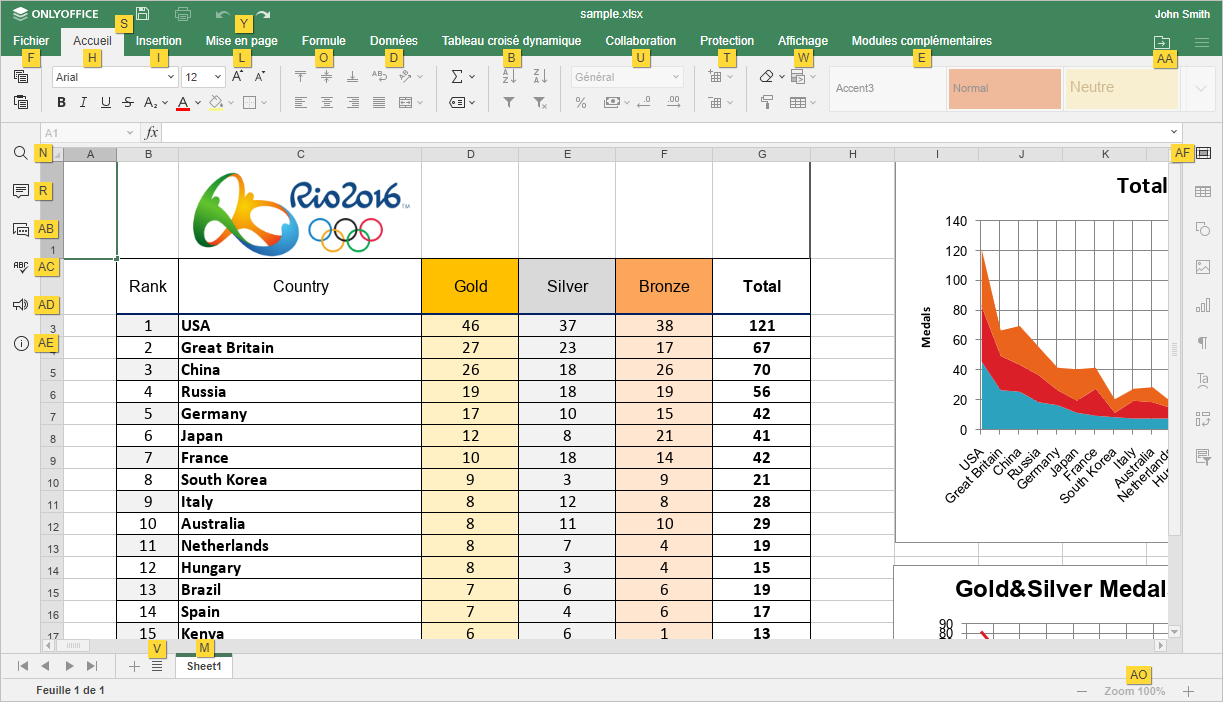 ONLYOFFICE S Y sample.xlsx John Smith
Fichier Accueil Insertion Mise en page Formule Données Tableau croisé dynamique Collaboration Protection Affichage Modules complémentaires
F H I L O D B U T W E AA
Arial 12 Général Accent3 Normal Neutre
A1 fx
N A B C D E F G H I J K AF
R
AB
AC
AD
AE
Rio2016™
1
Rank Country Gold Silver Bronze Total
3 1 USA 46 37 38 121
2 Great Britain 27 23 17 67
5 3 China 26 18 26 70
6 4 Russia 19 18 19 56
7 5 Germany 17 10 15 42
8 6 Japan 12 8 21 41
9 7 France 10 18 14 42
10 8 South Korea 9 3 9 21
11 9 Italy 8 12 8 28
12 10 Australia 8 11 10 29
13 11 Netherlands 8 7 4 19
14 12 Hungary 8 3 4 15
15 13 Brazil 7 6 6 19
16 14 Spain 7 4 6 17
17 15 Kenya 6 6 1 13
Total
Medals
140
120
100
80
60
40
20
0
USA
Great Britain
China
Russia
Germany
Japan
France
South Korea
Italy
Australia
Netherlands
Hu
Gold&Silver Medal
90
80
V M
Sheet1
AO
Feuille 1 de 1 Zoom 100%